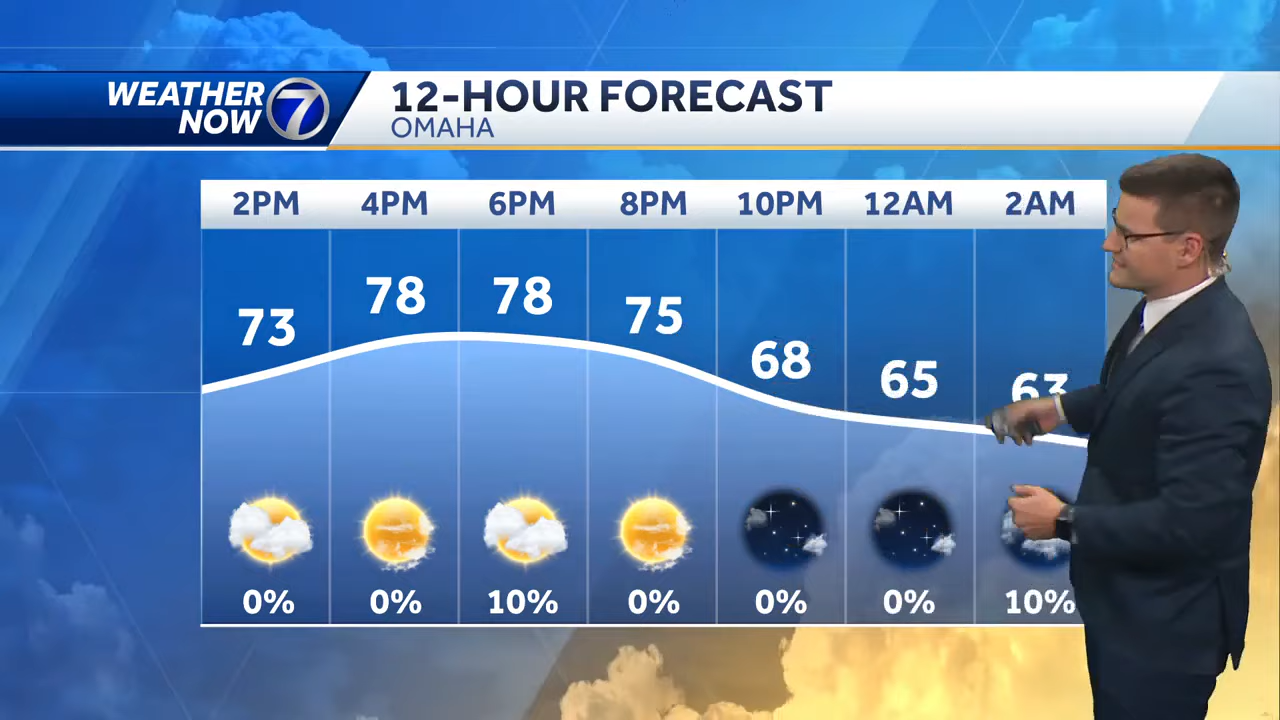 WEATHER
NOW 7
12-HOUR FORECAST
OMAHA
2PM 4PM 6PM 8PM 10PM 12AM 2AM
73 78 78 75 68 65 63
0% 0% 10% 0% 0% 0% 10%